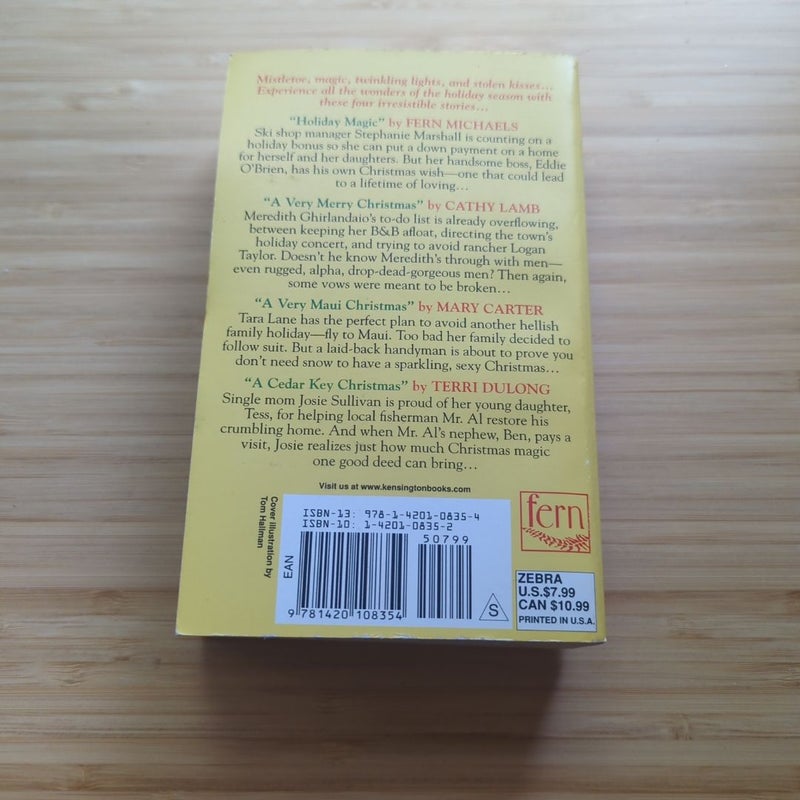 Mistletoe, magic, twinkling lights, and stolen kisses...
Experience all the wonders of the holiday season with
these four irresistible stories...
"Holiday Magic" by FERN MICHAELS
Ski shop manager Stephanie Marshall is counting on a
holiday bonus so she can put a down payment on a home
for herself and her daughters. But her handsome boss, Eddie
O'Brien, has his own Christmas wish—one that could lead
to a lifetime of loving...
"A Very Merry Christmas" by CATHY LAMB
Meredith Ghirlandaio's to-do list is already overflowing,
between keeping her B&B afloat, directing the town's
holiday concert, and trying to avoid rancher Logan
Taylor. Doesn't he know Meredith's through with men—
even rugged, alpha, drop-dead-gorgeous men? Then again,
some vows were meant to be broken...
"A Very Maui Christmas" by MARY CARTER
Tara Lane has the perfect plan to avoid another hellish
family holiday—fly to Maui. Too bad her family decided to
follow suit. But a laid-back handyman is about to prove you
don't need snow to have a sparkling, sexy Christmas...
"A Cedar Key Christmas" by TERRI DULONG
Single mom Josie Sullivan is proud of her young daughter,
Tess, for helping local fisherman Mr. Al restore his
crumbling home. And when Mr. Al's nephew, Ben, pays a
visit, Josie realizes just how much Christmas magic
one good deed can bring...
Visit us at www.kensingtonbooks.com
Cover illustration by
Tom Hallman
EAN
ISBN-13: 978-1-4201-0835-4
ISBN-10: 1-4201-0835-2
50799
9 781420 108354
S
fern
ZEBRA
U.S.$7.99
CAN $10.99
PRINTED IN U.S.A.